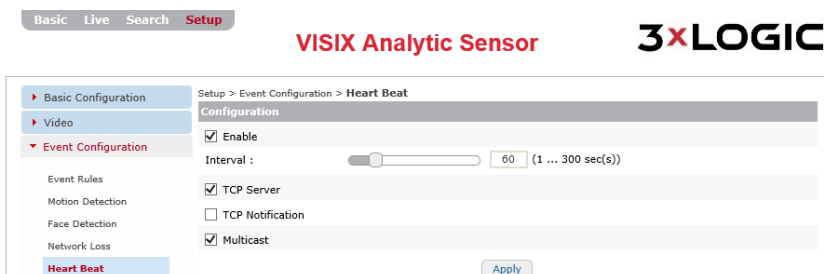 Basic Live Search Setup
VISIX Analytic Sensor
3xLOGIC
Basic Configuration
Video
Event Configuration
Event Rules
Motion Detection
Face Detection
Network Loss
Heart Beat
Setup > Event Configuration > Heart Beat
Configuration
Enable
Interval : 60 (1 ... 300 sec(s))
TCP Server
TCP Notification
Multicast
Apply